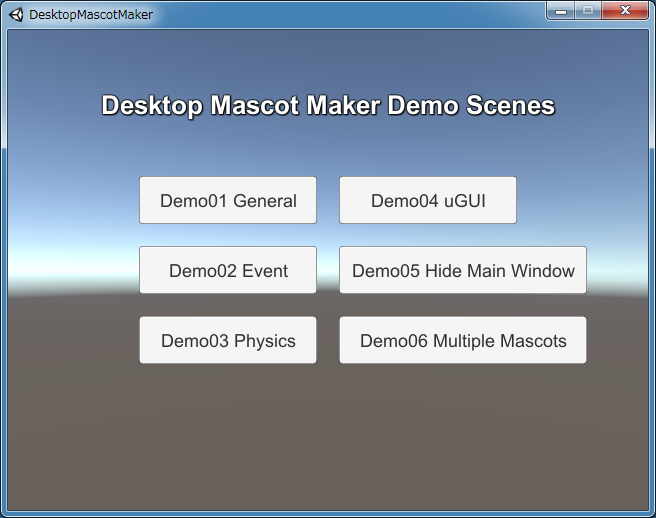 DesktopMascotMaker
Desktop Mascot Maker Demo Scenes
Demo01 General
Demo04 uGUI
Demo02 Event
Demo05 Hide Main Window
Demo03 Physics
Demo06 Multiple Mascots